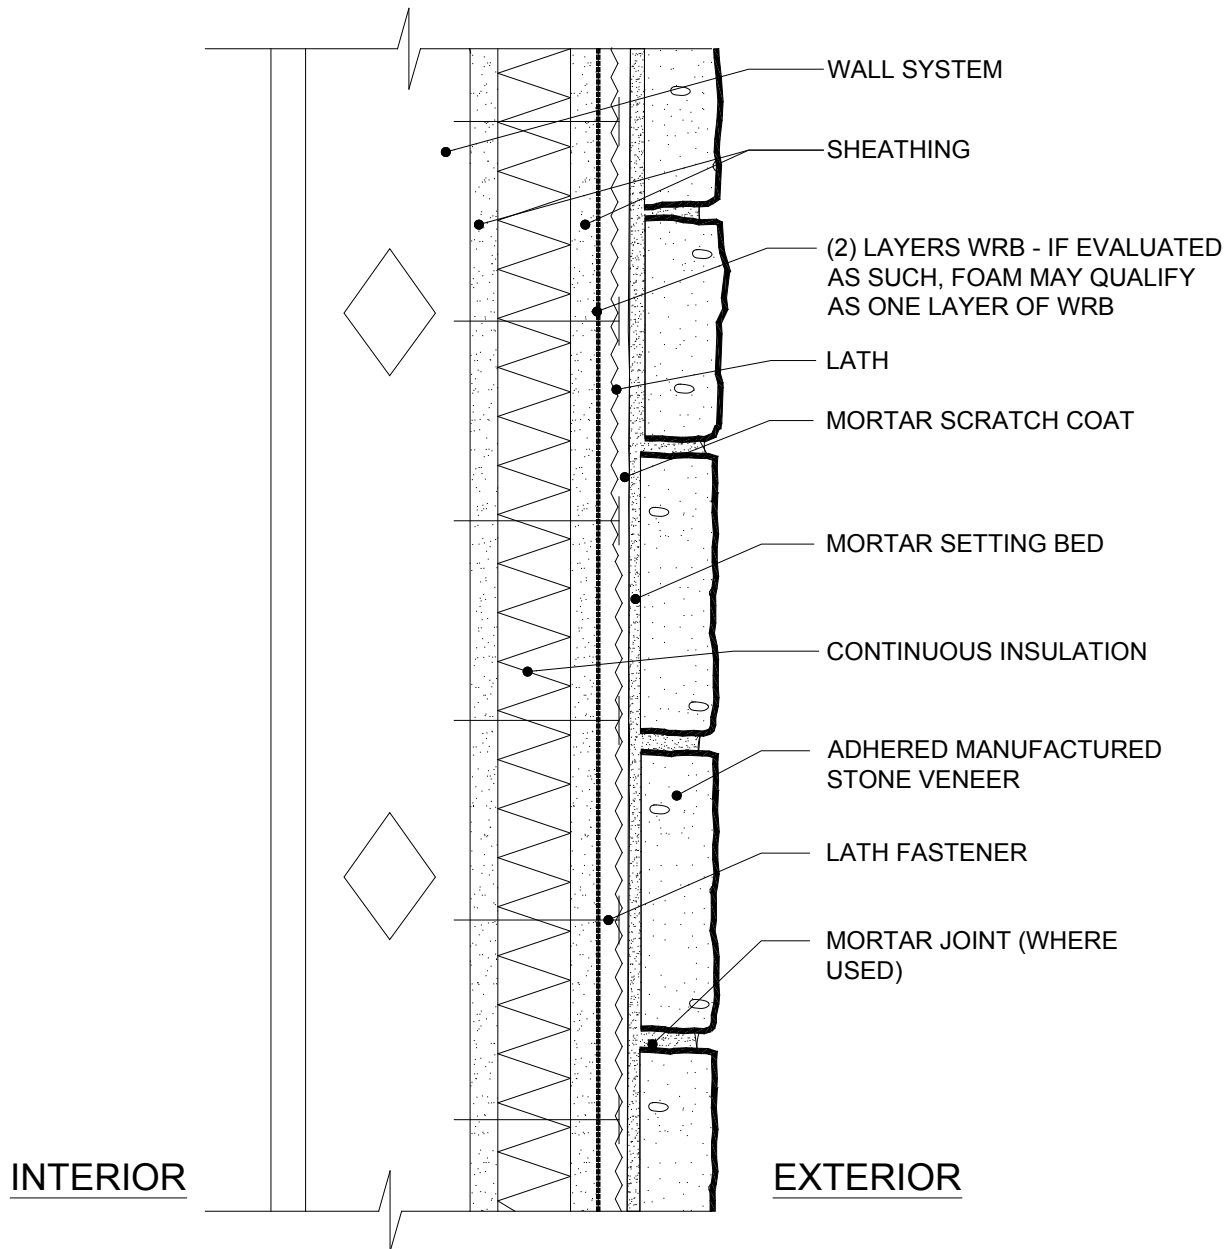 WALL SYSTEM
SHEATHING
(2) LAYERS WRB - IF EVALUATED
AS SUCH, FOAM MAY QUALIFY
AS ONE LAYER OF WRB
LATH
MORTAR SCRATCH COAT
MORTAR SETTING BED
CONTINUOUS INSULATION
ADHERED MANUFACTURED
STONE VENEER
LATH FASTENER
MORTAR JOINT (WHERE
USED)
INTERIOR
EXTERIOR